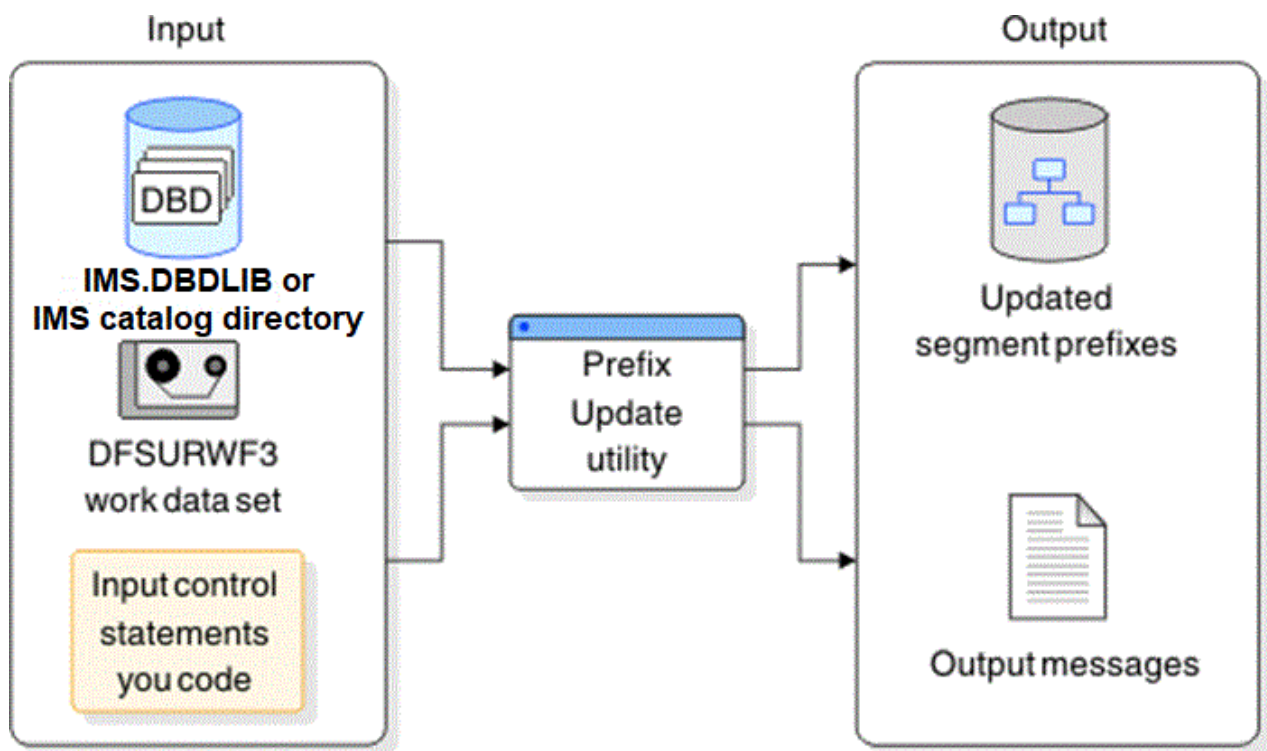 Input
DBD
IMS.DBDLIB or
IMS catalog directory
DFSURWF3
work data set
Input control
statements
you code
Prefix
Update
utility
Output
Updated
segment prefixes
Output messages